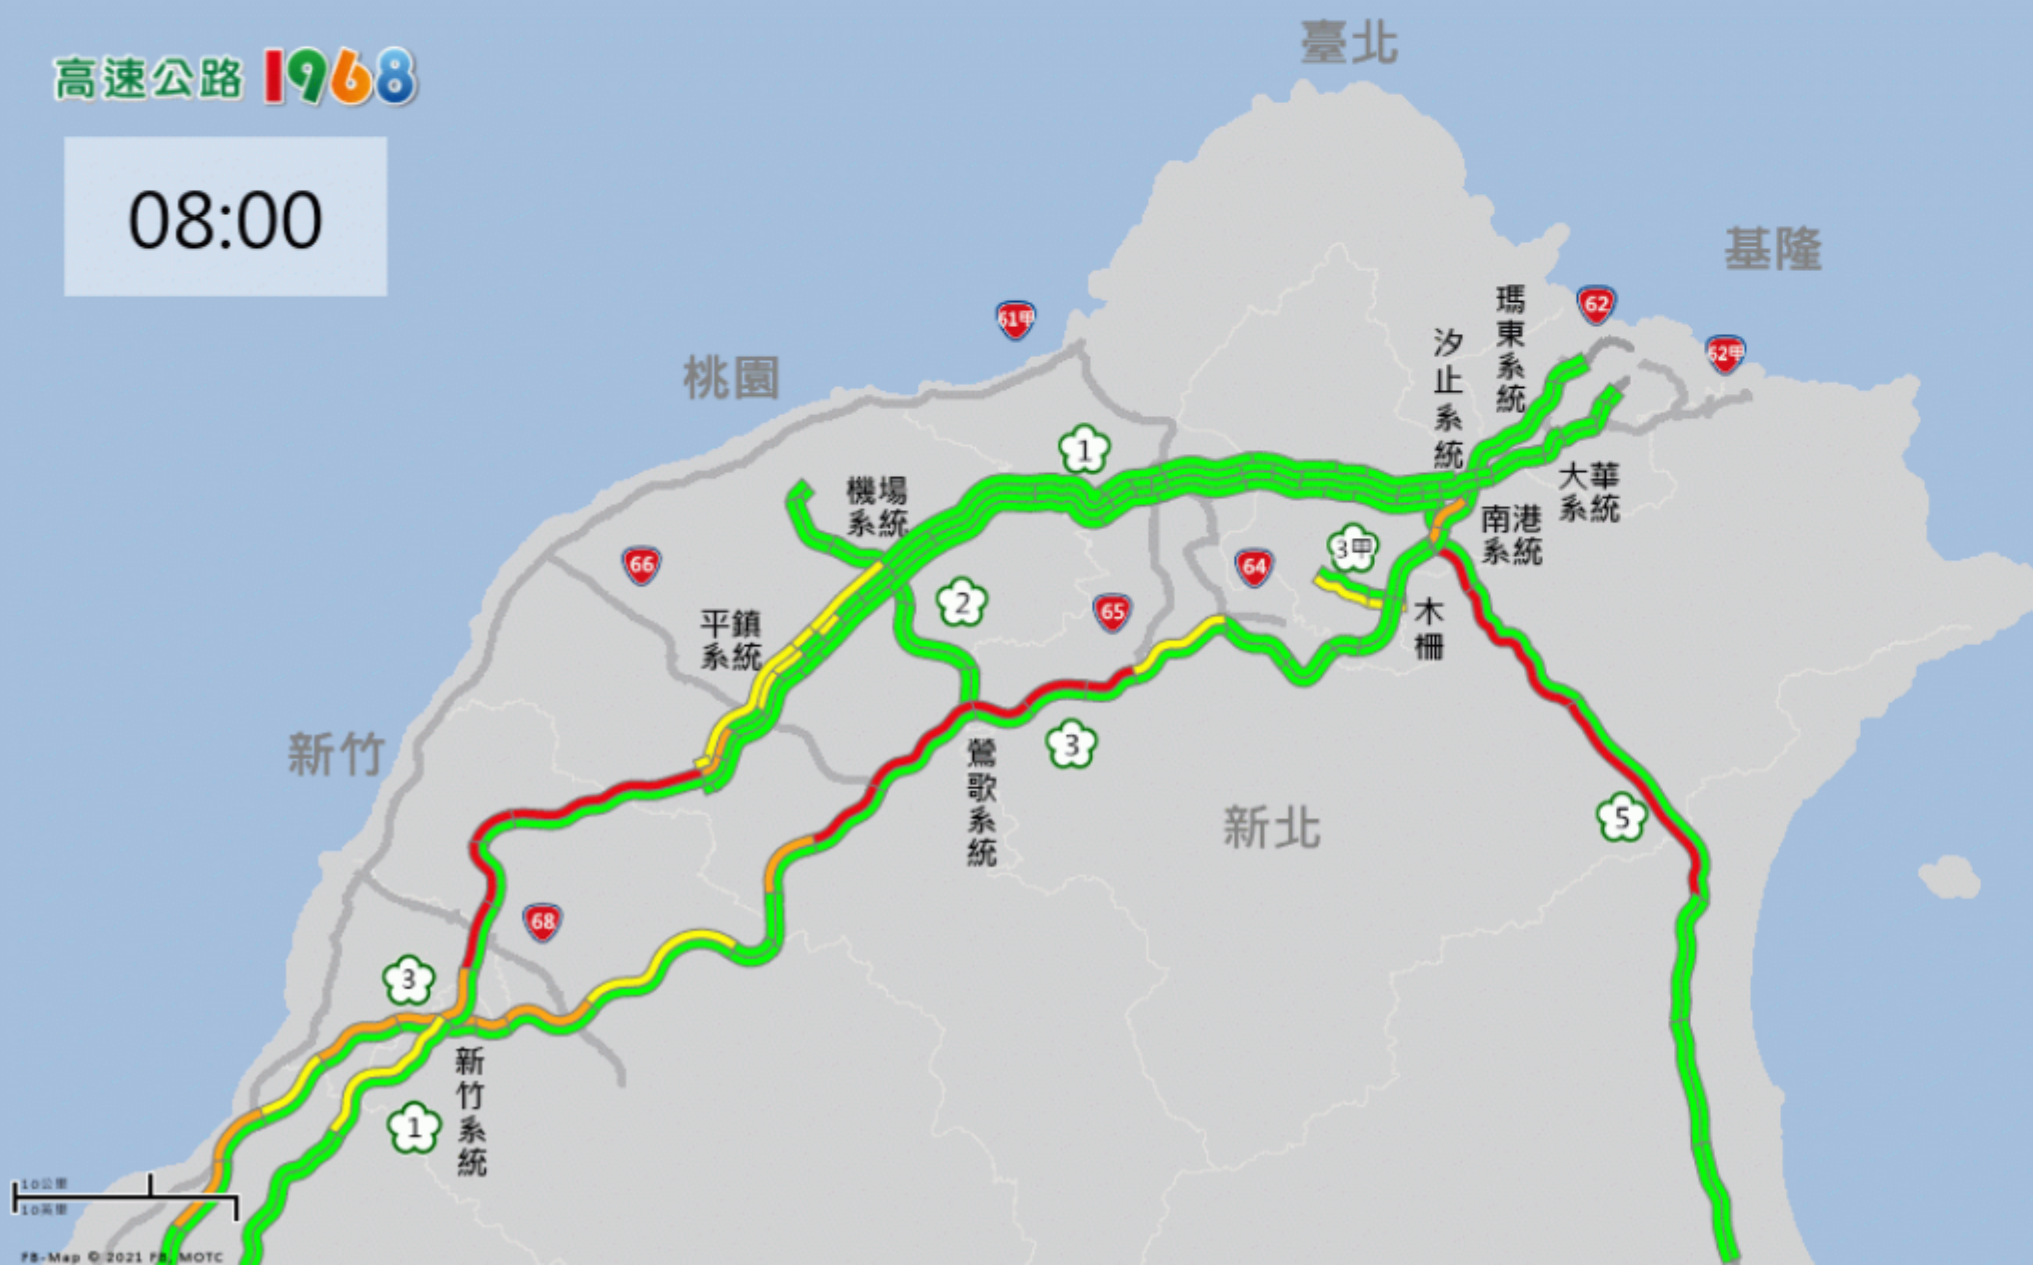 臺北
高速公路 1968
08:00
基隆
62
瑪東系統
汐止系統
61甲
62甲
桃園
1
機場
系統
大華
系統
南港
系統
3甲
66
64
2
65
平鎮
系統
木柵
新竹
3
鶯歌系統
新北
5
68
3
新竹系統
1
10公里
10英里
FB-Map © 2021 FB, MOTC